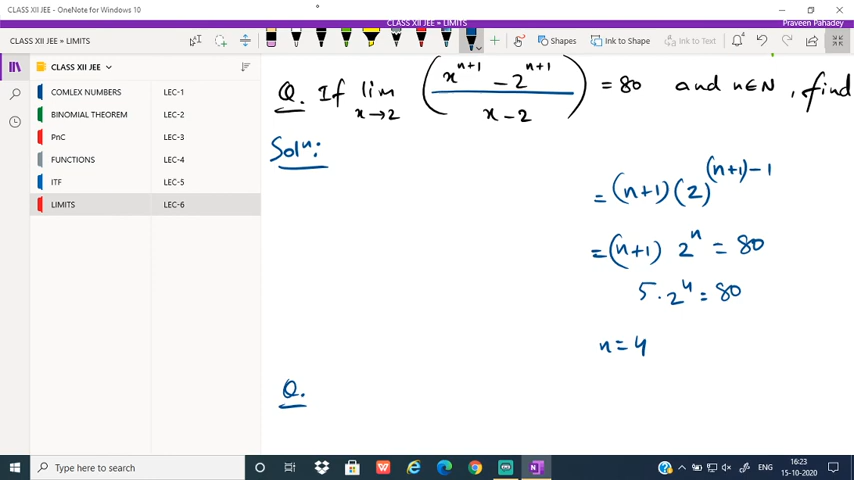 CLASS XII JEE - OneNote for Windows 10
CLASS XII JEE » LIMITS
Praveen Pahadey
CLASS XII JEE » LIMITS
Shapes
Ink to Shape
Ink to Text
CLASS XII JEE
COMLEX NUMBERS
BINOMIAL THEOREM
PnC
FUNCTIONS
ITF
LIMITS
LEC-1
LEC-2
LEC-3
LEC-4
LEC-5
LEC-6
Q. If lim x→2 (x^(n+1) - 2^(n+1) / x-2) = 80 and n∈N, find
Solⁿ:
= (n+1) (2)^((n+1)-1)
= (n+1) 2^n = 80
5 · 2^4 = 80
n = 4
Q.
Type here to search
ENG
16:23
15-10-2020